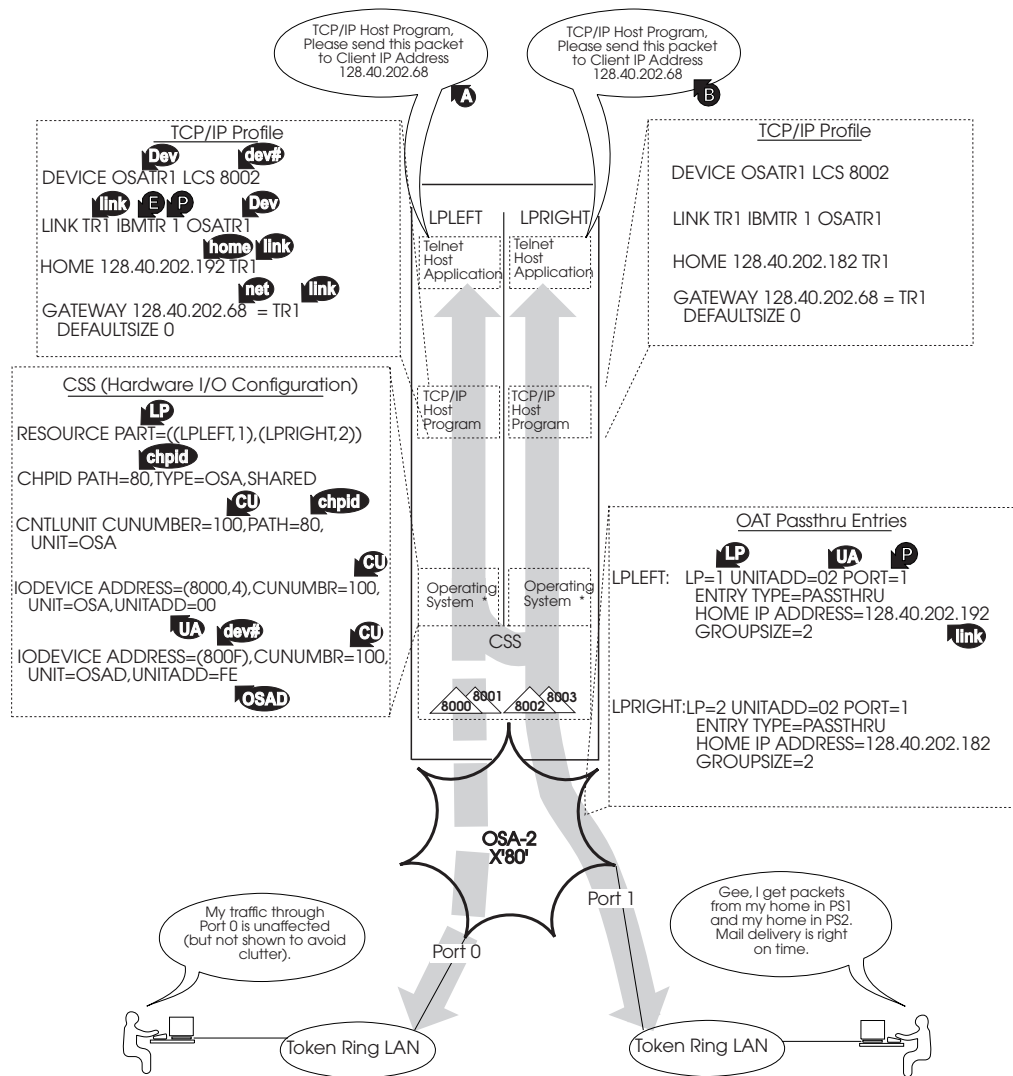 TCP/IP Host Program,
Please send this packet
to Client IP Address
128.40.202.68
A
TCP/IP Host Program,
Please send this packet
to Client IP Address
128.40.202.68
B
TCP/IP Profile
Dev dev#
DEVICE OSATR1 LCS 8002
link E P Dev
LINK TR1 IBMTR 1 OSATR1
home link
HOME 128.40.202.192 TR1
net link
GATEWAY 128.40.202.68 = TR1
DEFAULTSIZE 0
TCP/IP Profile
DEVICE OSATR1 LCS 8002
LINK TR1 IBMTR 1 OSATR1
HOME 128.40.202.182 TR1
GATEWAY 128.40.202.68 = TR1
DEFAULTSIZE 0
LPLEFT
LPRIGHT
Telnet
Host
Application
Telnet
Host
Application
TCP/IP
Host
Program
TCP/IP
Host
Program
Operating
System *
Operating
System *
CSS
8000
8001
8002
8003
CSS (Hardware I/O Configuration)
LP
RESOURCE PART=((LPLEFT,1),(LPRIGHT,2))
chpid
CHPID PATH=80,TYPE=OSA,SHARED
CU chpid
CNTLUNIT CUNUMBER=100,PATH=80,
UNIT=OSA
CU
IODEVICE ADDRESS=(8000,4),CUNUMBR=100,
UNIT=OSA,UNITADD=00
UA dev# CU
IODEVICE ADDRESS=(800F),CUNUMBR=100,
UNIT=OSAD,UNITADD=FE
OSAD
OAT Passthru Entries
LP UA P
LPLEFT: LP=1 UNITADD=02 PORT=1
ENTRY TYPE=PASSTHRU
HOME IP ADDRESS=128.40.202.192
GROUPSIZE=2
link
LPRIGHT:LP=2 UNITADD=02 PORT=1
ENTRY TYPE=PASSTHRU
HOME IP ADDRESS=128.40.202.182
GROUPSIZE=2
OSA-2
X'80'
Port 1
Port 0
My traffic through
Port 0 is unaffected
(but not shown to avoid
clutter).
Gee, I get packets
from my home in PS1
and my home in PS2.
Mail delivery is right
on time.
Token Ring LAN
Token Ring LAN